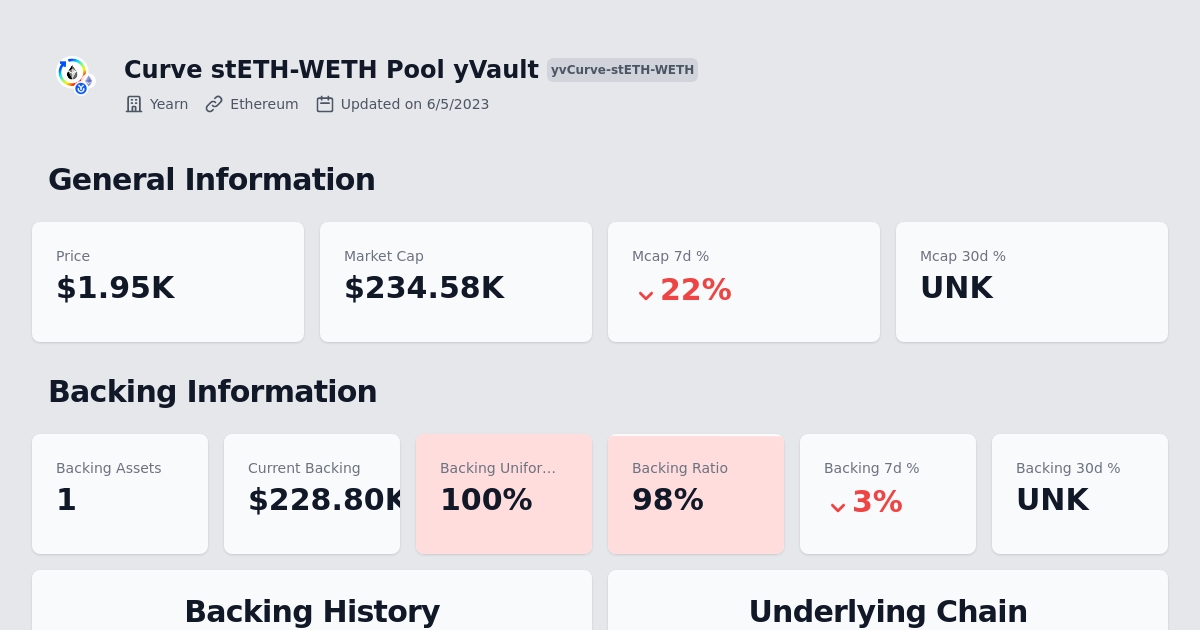 Curve stETH-WETH Pool yVault yvCurve-stETH-WETH
Yearn Ethereum Updated on 6/5/2023
General Information
Price Market Cap Mcap 7d % Mcap 30d %
$1.95K $234.58K 22% UNK
Backing Information
Backing Assets Current Backing Backing Unifor... Backing Ratio Backing 7d % Backing 30d %
1 $228.80K 100% 98% 3% UNK
Backing History Underlying Chain